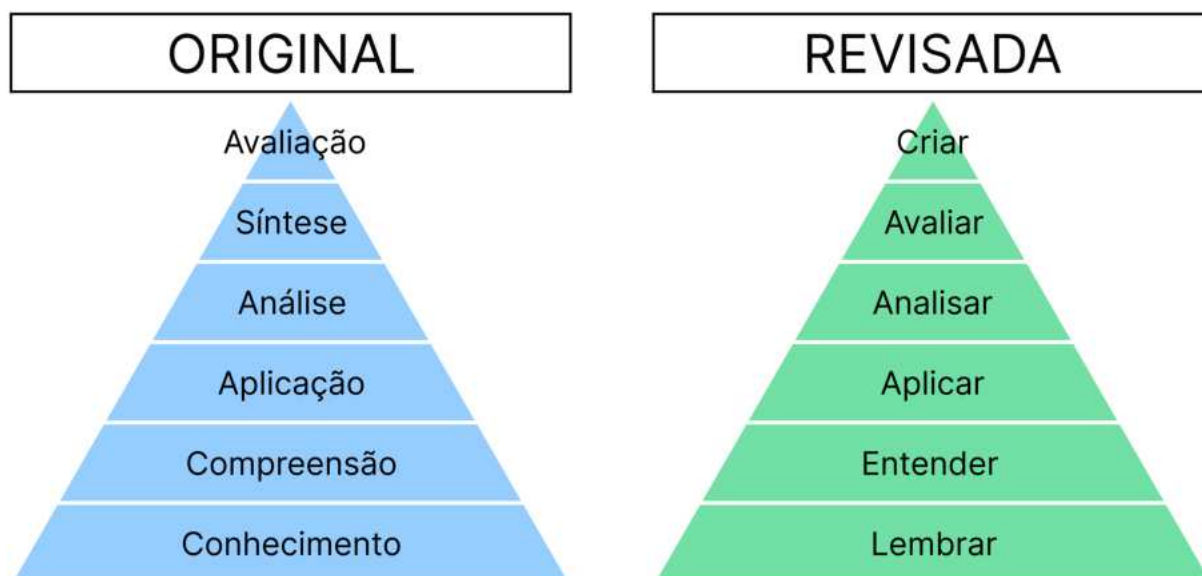 ORIGINAL
Avaliação
Síntese
Análise
Aplicação
Compreensão
Conhecimento
REVISADA
Criar
Avaliar
Analisar
Aplicar
Entender
Lembrar